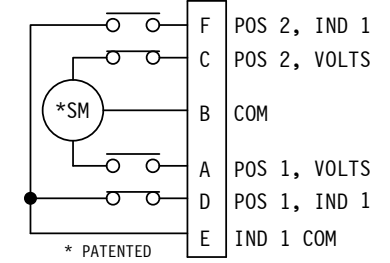 F POS 2, IND 1
C POS 2, VOLTS
*SM B COM
A POS 1, VOLTS
D POS 1, IND 1
E IND 1 COM
* PATENTED